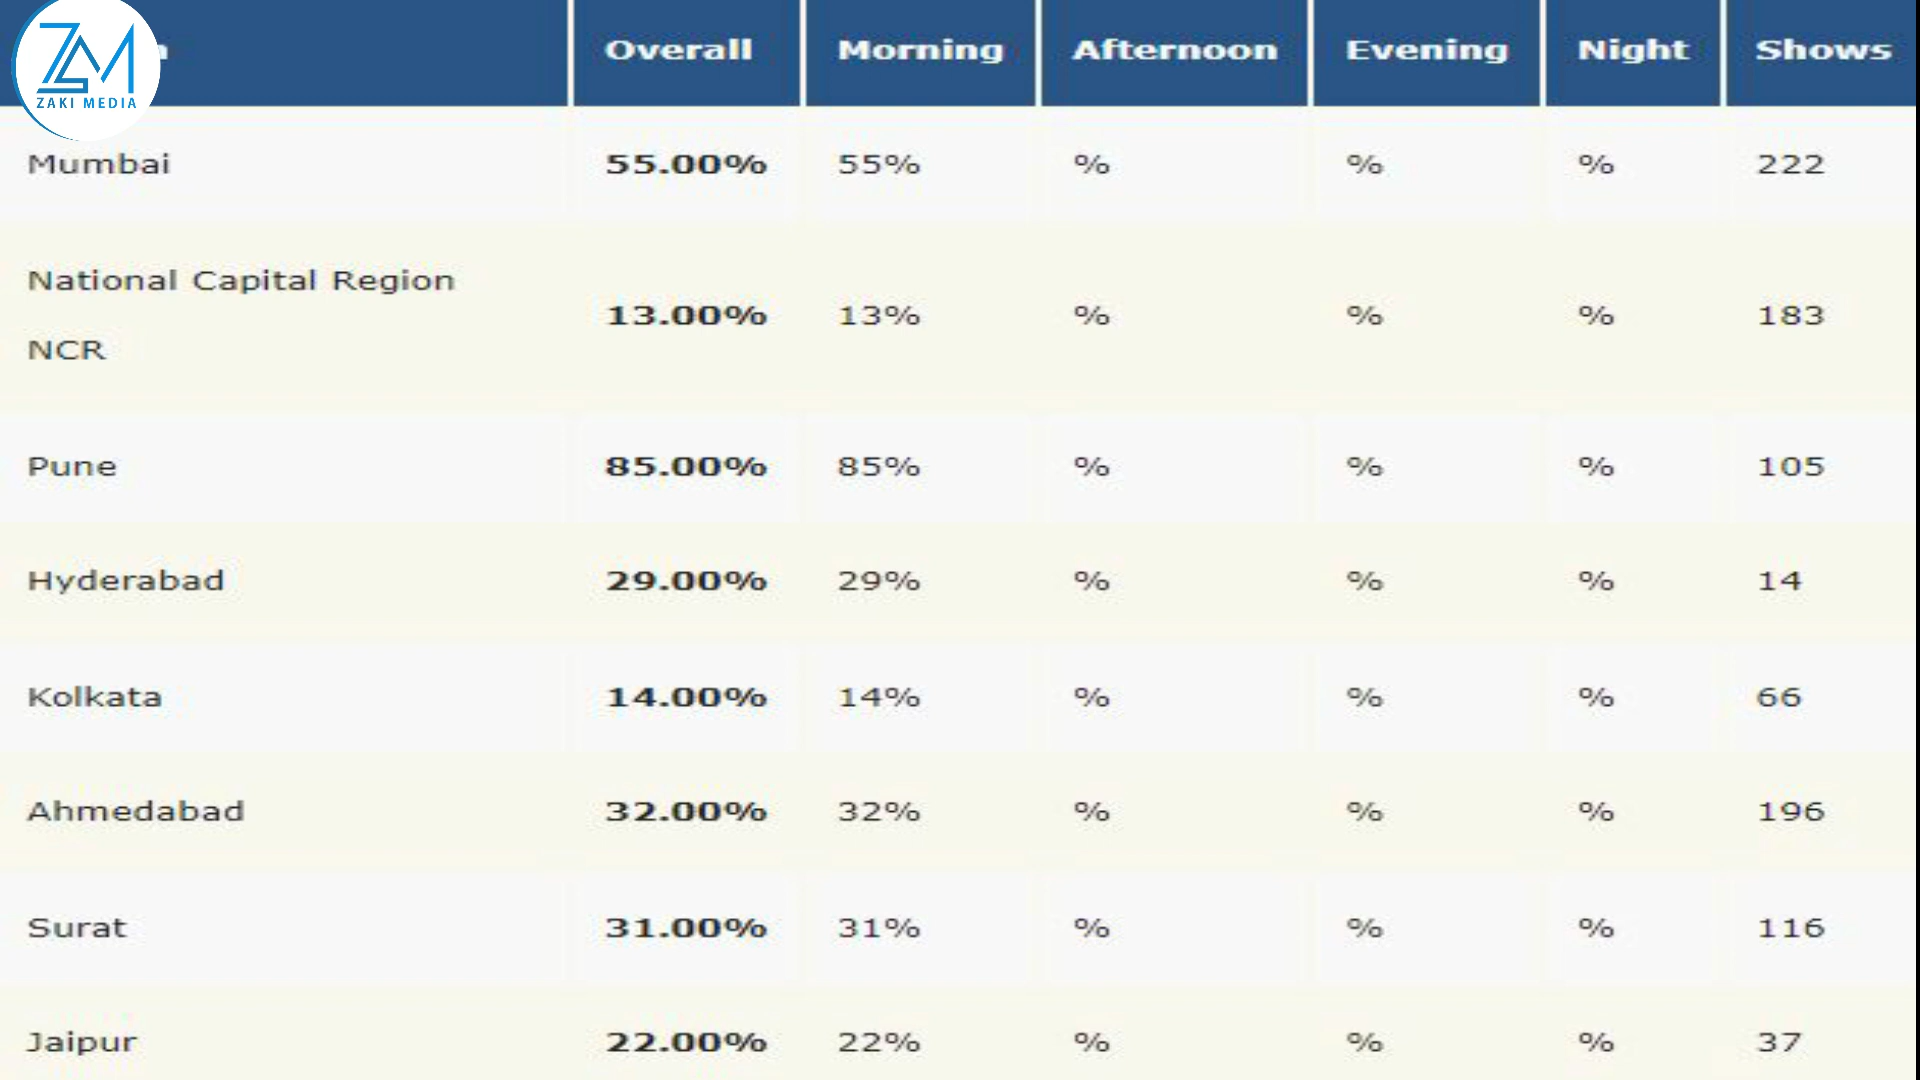 ZM
ZAKI MEDIA
Overall Morning Afternoon Evening Night Shows
Mumbai 55.00% 55% % % % 222
National Capital Region
NCR 13.00% 13% % % % 183
Pune 85.00% 85% % % % 105
Hyderabad 29.00% 29% % % % 14
Kolkata 14.00% 14% % % % 66
Ahmedabad 32.00% 32% % % % 196
Surat 31.00% 31% % % % 116
Jaipur 22.00% 22% % % % 37